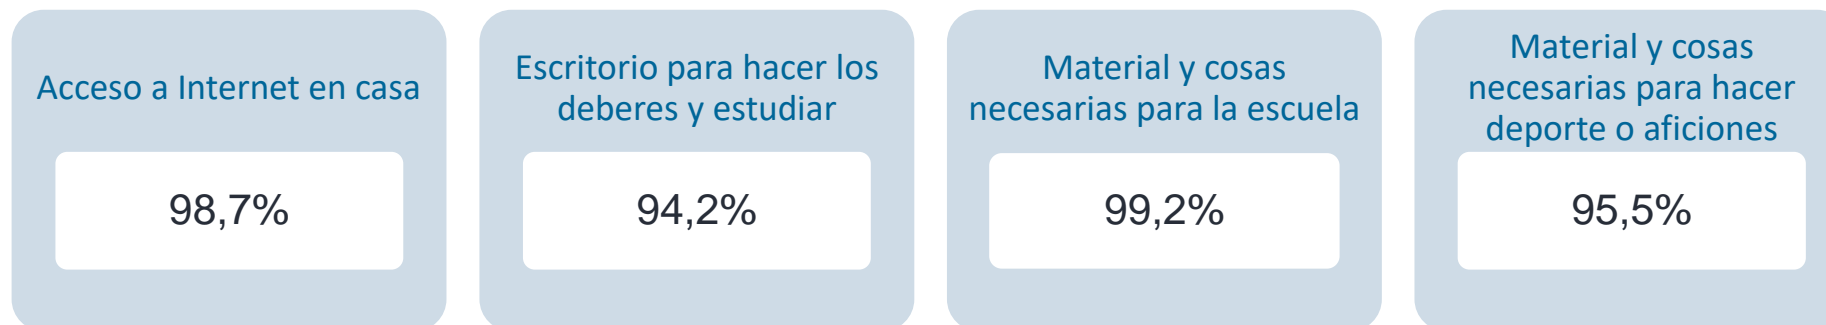 Acceso a Internet en casa
98,7%
Escritorio para hacer los
deberes y estudiar
94,2%
Material y cosas
necesarias para la escuela
99,2%
Material y cosas
necesarias para hacer
deporte o aficiones
95,5%